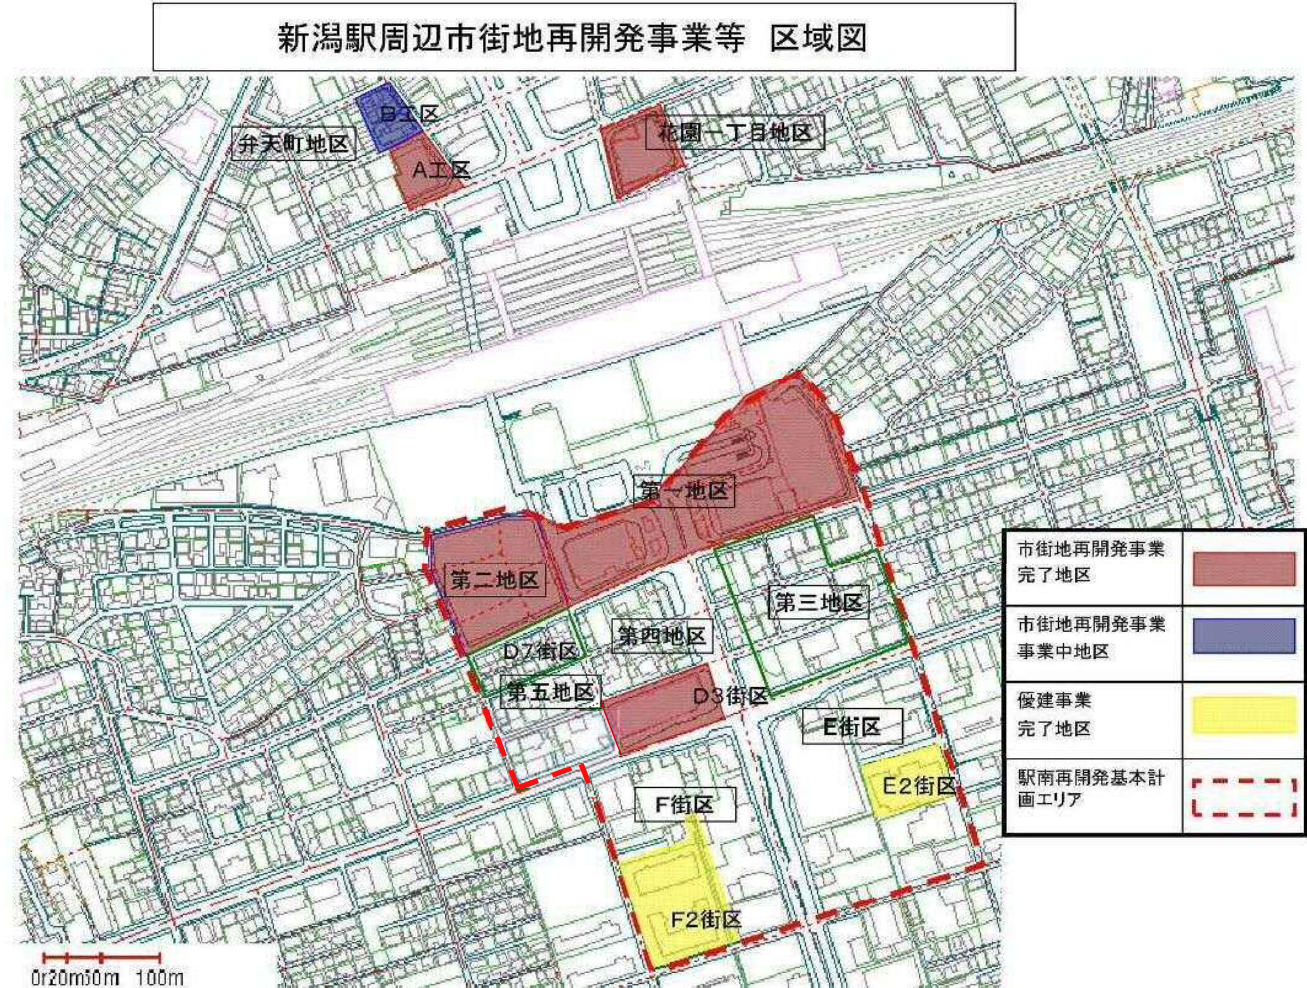 新潟駅周辺市街地再開発事業等 区域図
B工区
弁天町地区
花園一丁目地区
A工区
第一地区
第二地区
第三地区
第四地区
D7街区
第五地区
D3街区
E街区
E2街区
F街区
F2街区
市街地再開発事業
完了地区
市街地再開発事業
事業中地区
優建事業
完了地区
駅南再開発基本計
画エリア
100m